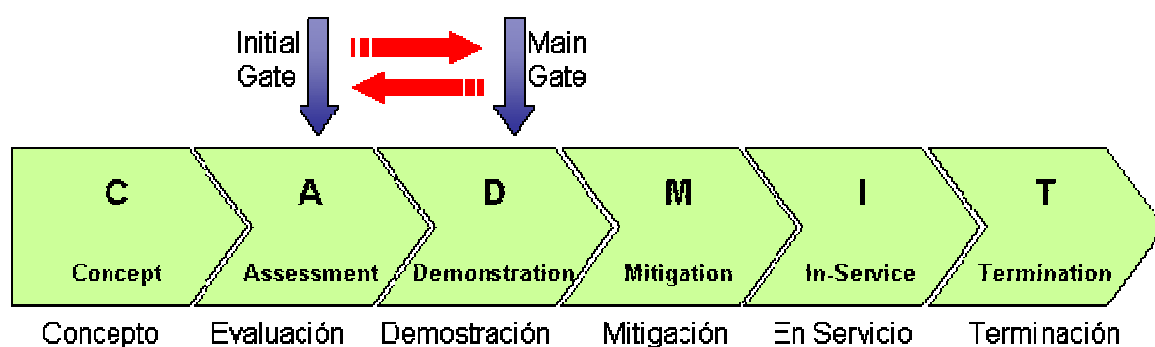 Initial
Gate
Main
Gate
C
A
D
M
I
T
Concept
Assessment
Demonstration
Mitigation
In-Service
Termination
Concepto
Evaluación
Demostración
Mitigación
En Servicio
Terminación